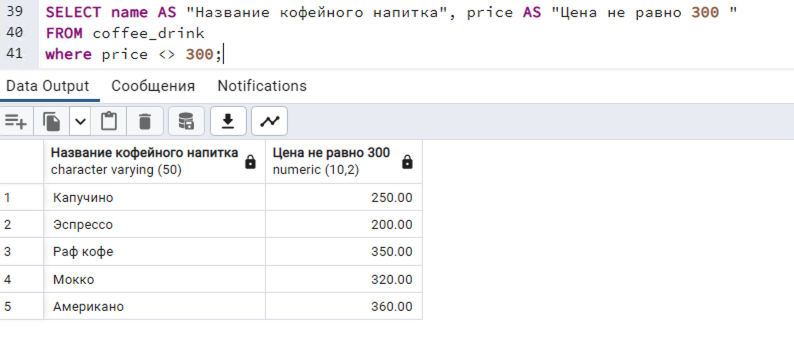 39 SELECT name AS "Название кофейного напитка", price AS "Цена не равно 300 "
40 FROM coffee_drink
41 where price <> 300;
Data Output Сообщения Notifications
Название кофейного напитка Цена не равно 300
character varying (50) numeric (10,2)
1 Капучино 250.00
2 Эспрессо 200.00
3 Раф кофе 350.00
4 Мокко 320.00
5 Американо 360.00